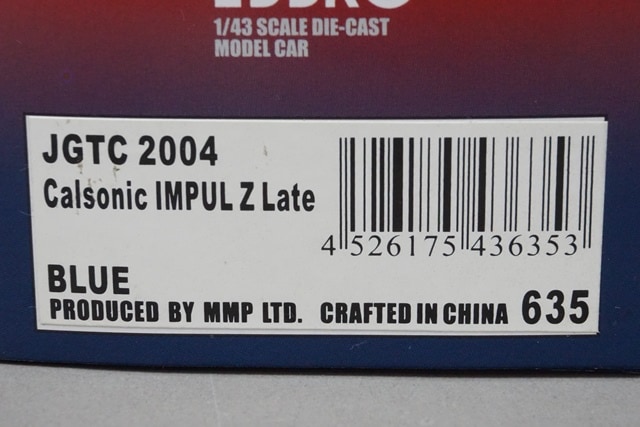 EBBRO
1/43 SCALE DIE-CAST
MODEL CAR
JGTC 2004
Calsonic IMPUL Z Late
4 526175 436353
BLUE
PRODUCED BY MMP LTD. CRAFTED IN CHINA 635